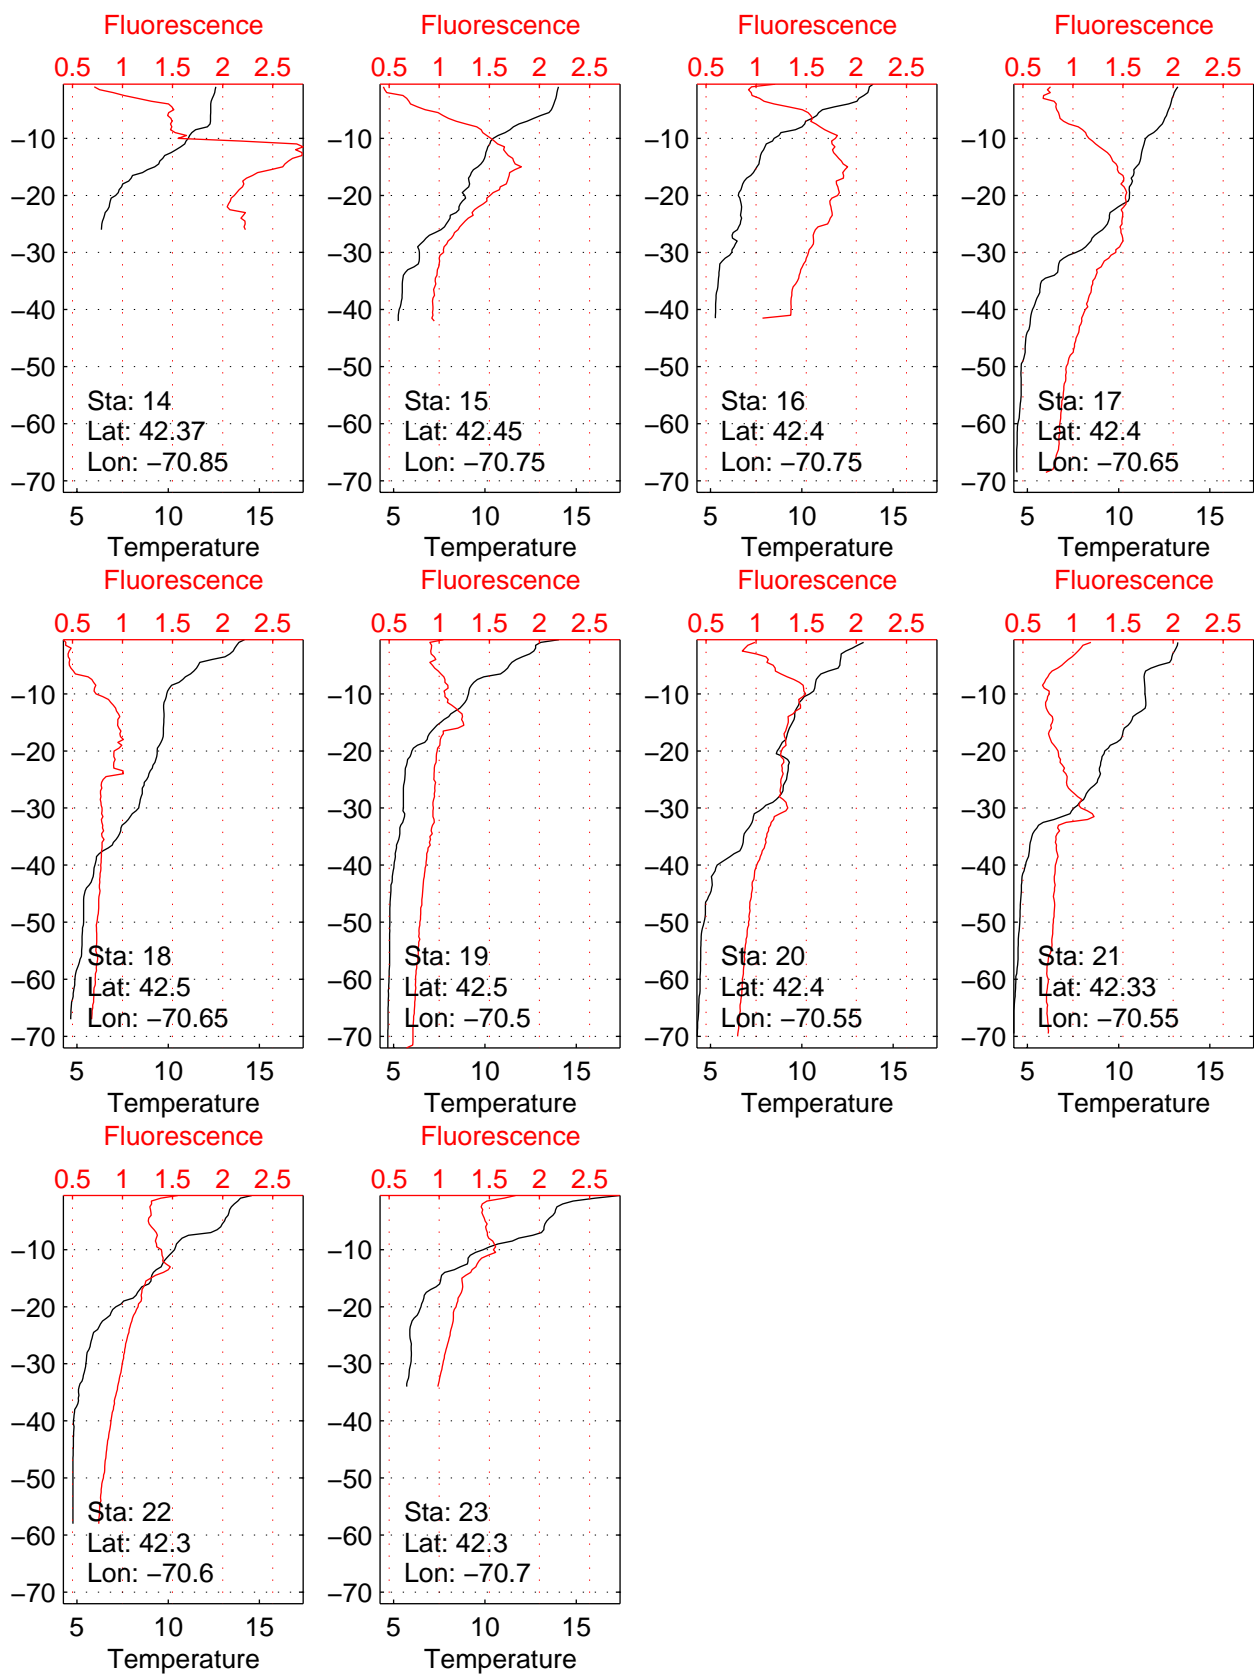 Fluorescence Fluorescence Fluorescence Fluorescence
0.5 1 1.5 2 2.5 0.5 1 1.5 2 2.5 0.5 1 1.5 2 2.5 0.5 1 1.5 2 2.5
−10 −10 −10 −10
−20 −20 −20 −20
−30 −30 −30 −30
−40 −40 −40 −40
−50 −50 −50 −50
Sta: 14 Sta: 15 Sta: 16 Sta: 17
−60 −60 −60 −60
Lat: 42.37 Lat: 42.45 Lat: 42.4 Lat: 42.4
Lon: −70.85 Lon: −70.75 Lon: −70.75 Lon: −70.65
−70 −70 −70 −70
5 10 15 5 10 15 5 10 15 5 10 15
Temperature Temperature Temperature Temperature
Fluorescence Fluorescence Fluorescence Fluorescence
0.5 1 1.5 2 2.5 0.5 1 1.5 2 2.5 0.5 1 1.5 2 2.5 0.5 1 1.5 2 2.5
−10 −10 −10 −10
−20 −20 −20 −20
−30 −30 −30 −30
−40 −40 −40 −40
−50 −50 −50 −50
Sta: 18 Sta: 19 Sta: 20 Sta: 21
−60 −60 −60 −60
Lat: 42.5 Lat: 42.5 Lat: 42.4 Lat: 42.33
Lon: −70.65 Lon: −70.5 Lon: −70.55 Lon: −70.55
−70 −70 −70 −70
5 10 15 5 10 15 5 10 15 5 10 15
Temperature Temperature Temperature Temperature
Fluorescence Fluorescence
0.5 1 1.5 2 2.5 0.5 1 1.5 2 2.5
−10 −10
−20 −20
−30 −30
−40 −40
−50 −50
Sta: 22 Sta: 23
−60 −60
Lat: 42.3 Lat: 42.3
Lon: −70.6 Lon: −70.7
−70 −70
5 10 15 5 10 15
Temperature Temperature